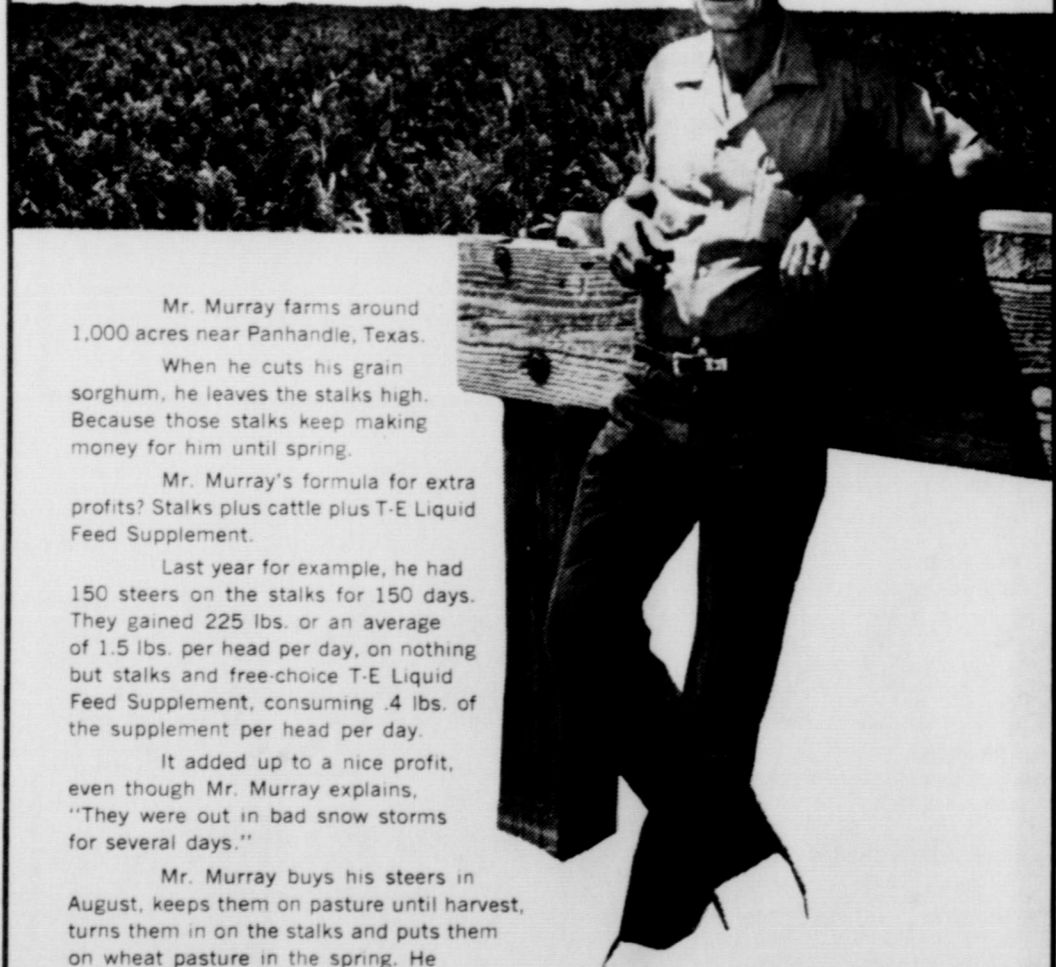 Mr. Murray farms around
1,000 acres near Panhandle, Texas.
When he cuts his grain
sorghum, he leaves the stalks high.
Because those stalks keep making
money for him until spring.
Mr. Murray's formula for extra
profits? Stalks plus cattle plus T-E Liquid
Feed Supplement.
Last year for example, he had
150 steers on the stalks for 150 days.
They gained 225 lbs. or an average
of 1.5 lbs. per head per day, on nothing
but stalks and free-choice T-E Liquid
Feed Supplement, consuming .4 lbs. of
the supplement per head per day.
It added up to a nice profit,
even though Mr. Murray explains,
"They were out in bad snow storms
for several days."
Mr. Murray buys his steers in
August, keeps them on pasture until harvest,
turns them in on the stalks and puts them
on wheat pasture in the spring. He